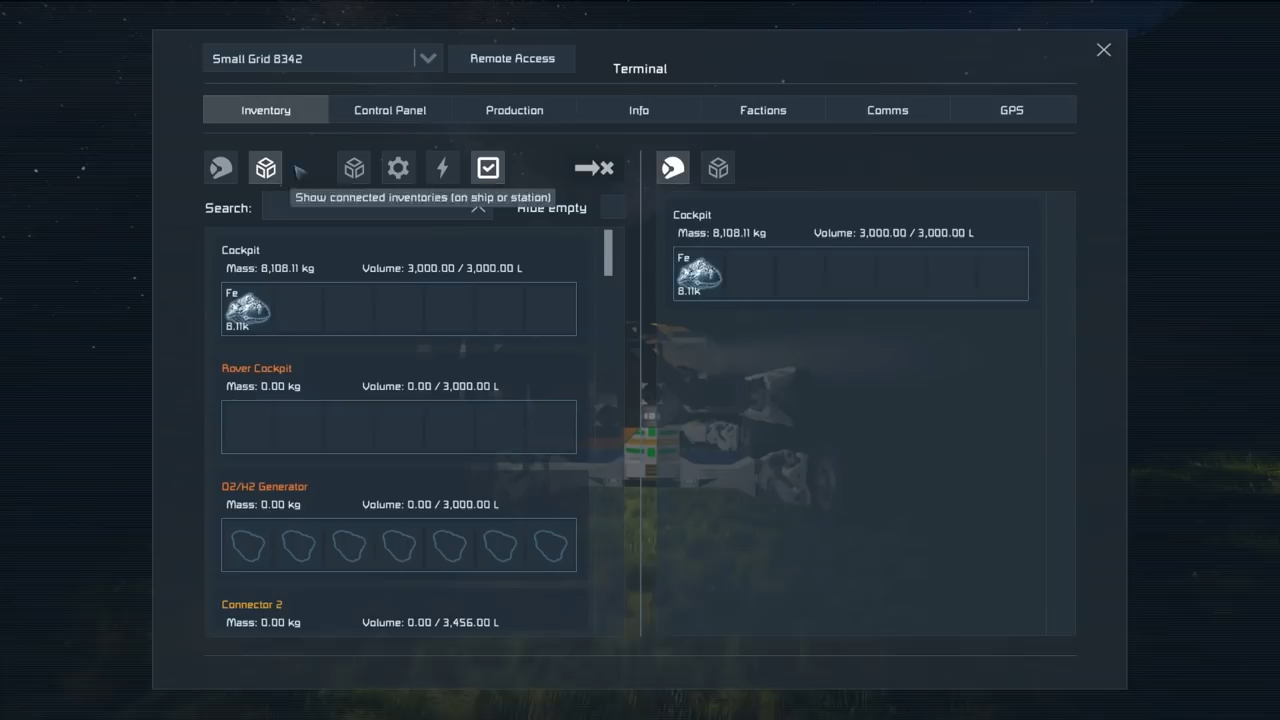 Small Grid 8342
Remote Access
Terminal
Inventory
Control Panel
Production
Info
Factions
Comms
GPS
Show connected inventories (on ship or station)
Search:
Hide empty
Cockpit
Mass: 8,108.11 kg Volume: 3,000.00 / 3,000.00 L
Fe
8.11k
Rover Cockpit
Mass: 0.00 kg Volume: 0.00 / 3,000.00 L
O2/H2 Generator
Mass: 0.00 kg Volume: 0.00 / 3,000.00 L
Connector 2
Mass: 0.00 kg Volume: 0.00 / 3,456.00 L
Cockpit
Mass: 8,108.11 kg Volume: 3,000.00 / 3,000.00 L
Fe
8.11k